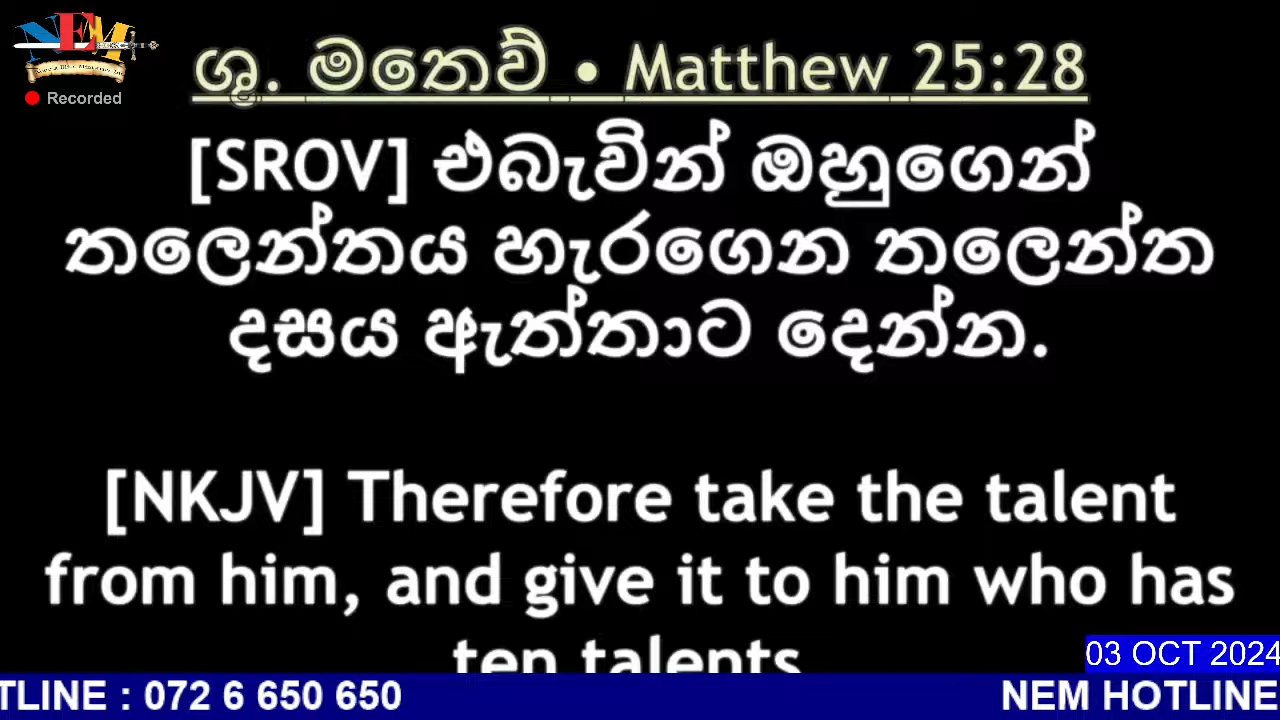 NEM
Recorded
ශු. මතෙව් • Matthew 25:28
[SROV] එබැවින් ඔහුගෙන්
තලෙන්තය හැරගෙන තලෙන්ත
දසය ඇත්තාට දෙන්න.
[NKJV] Therefore take the talent
from him, and give it to him who has
ten talents
03 OCT 2024
TLINE : 072 6 650 650
NEM HOTLINE